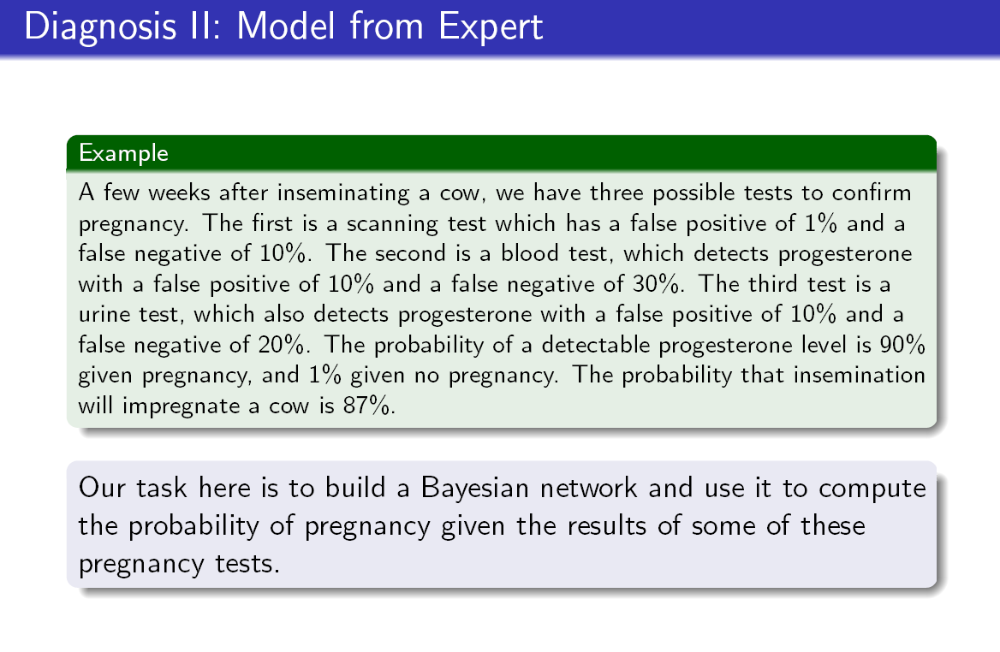 Diagnosis II: Model from Expert
Example
A few weeks after inseminating a cow, we have three possible tests to confirm
pregnancy. The first is a scanning test which has a false positive of 1% and a
false negative of 10%. The second is a blood test, which detects progesterone
with a false positive of 10% and a false negative of 30%. The third test is a
urine test, which also detects progesterone with a false positive of 10% and a
false negative of 20%. The probability of a detectable progesterone level is 90%
given pregnancy, and 1% given no pregnancy. The probability that insemination
will impregnate a cow is 87%.
Our task here is to build a Bayesian network and use it to compute
the probability of pregnancy given the results of some of these
pregnancy tests.